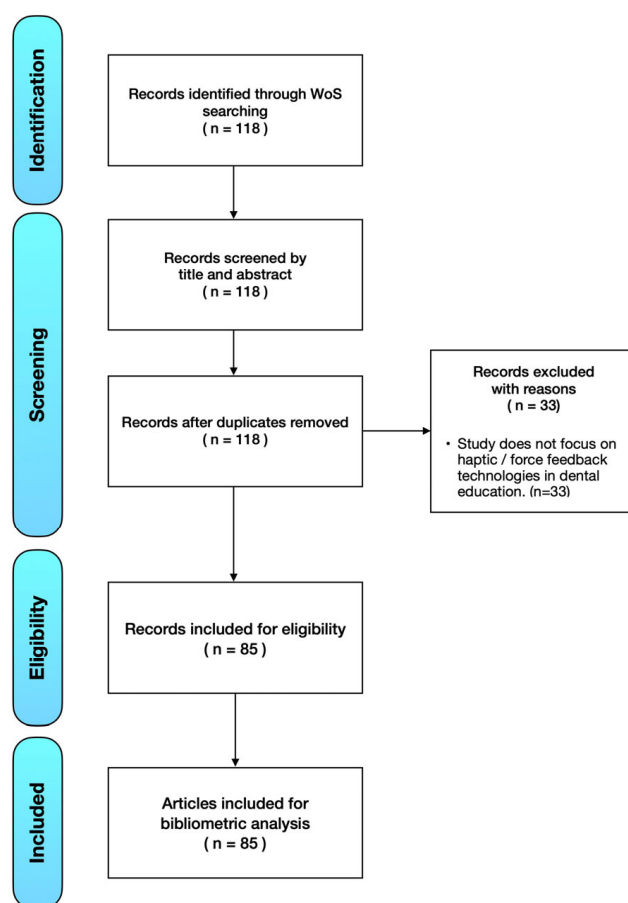 Identification
Records identified through WoS
searching
( n = 118)
Screening
Records screened by
title and abstract
( n = 118)
Records after duplicates removed
( n = 118)
Records excluded
with reasons
( n = 33)
• Study does not focus on
haptic / force feedback
technologies in dental
education. (n=33)
Eligibility
Records included for eligibility
( n = 85 )
Included
Articles included for
bibliometric analysis
( n = 85 )